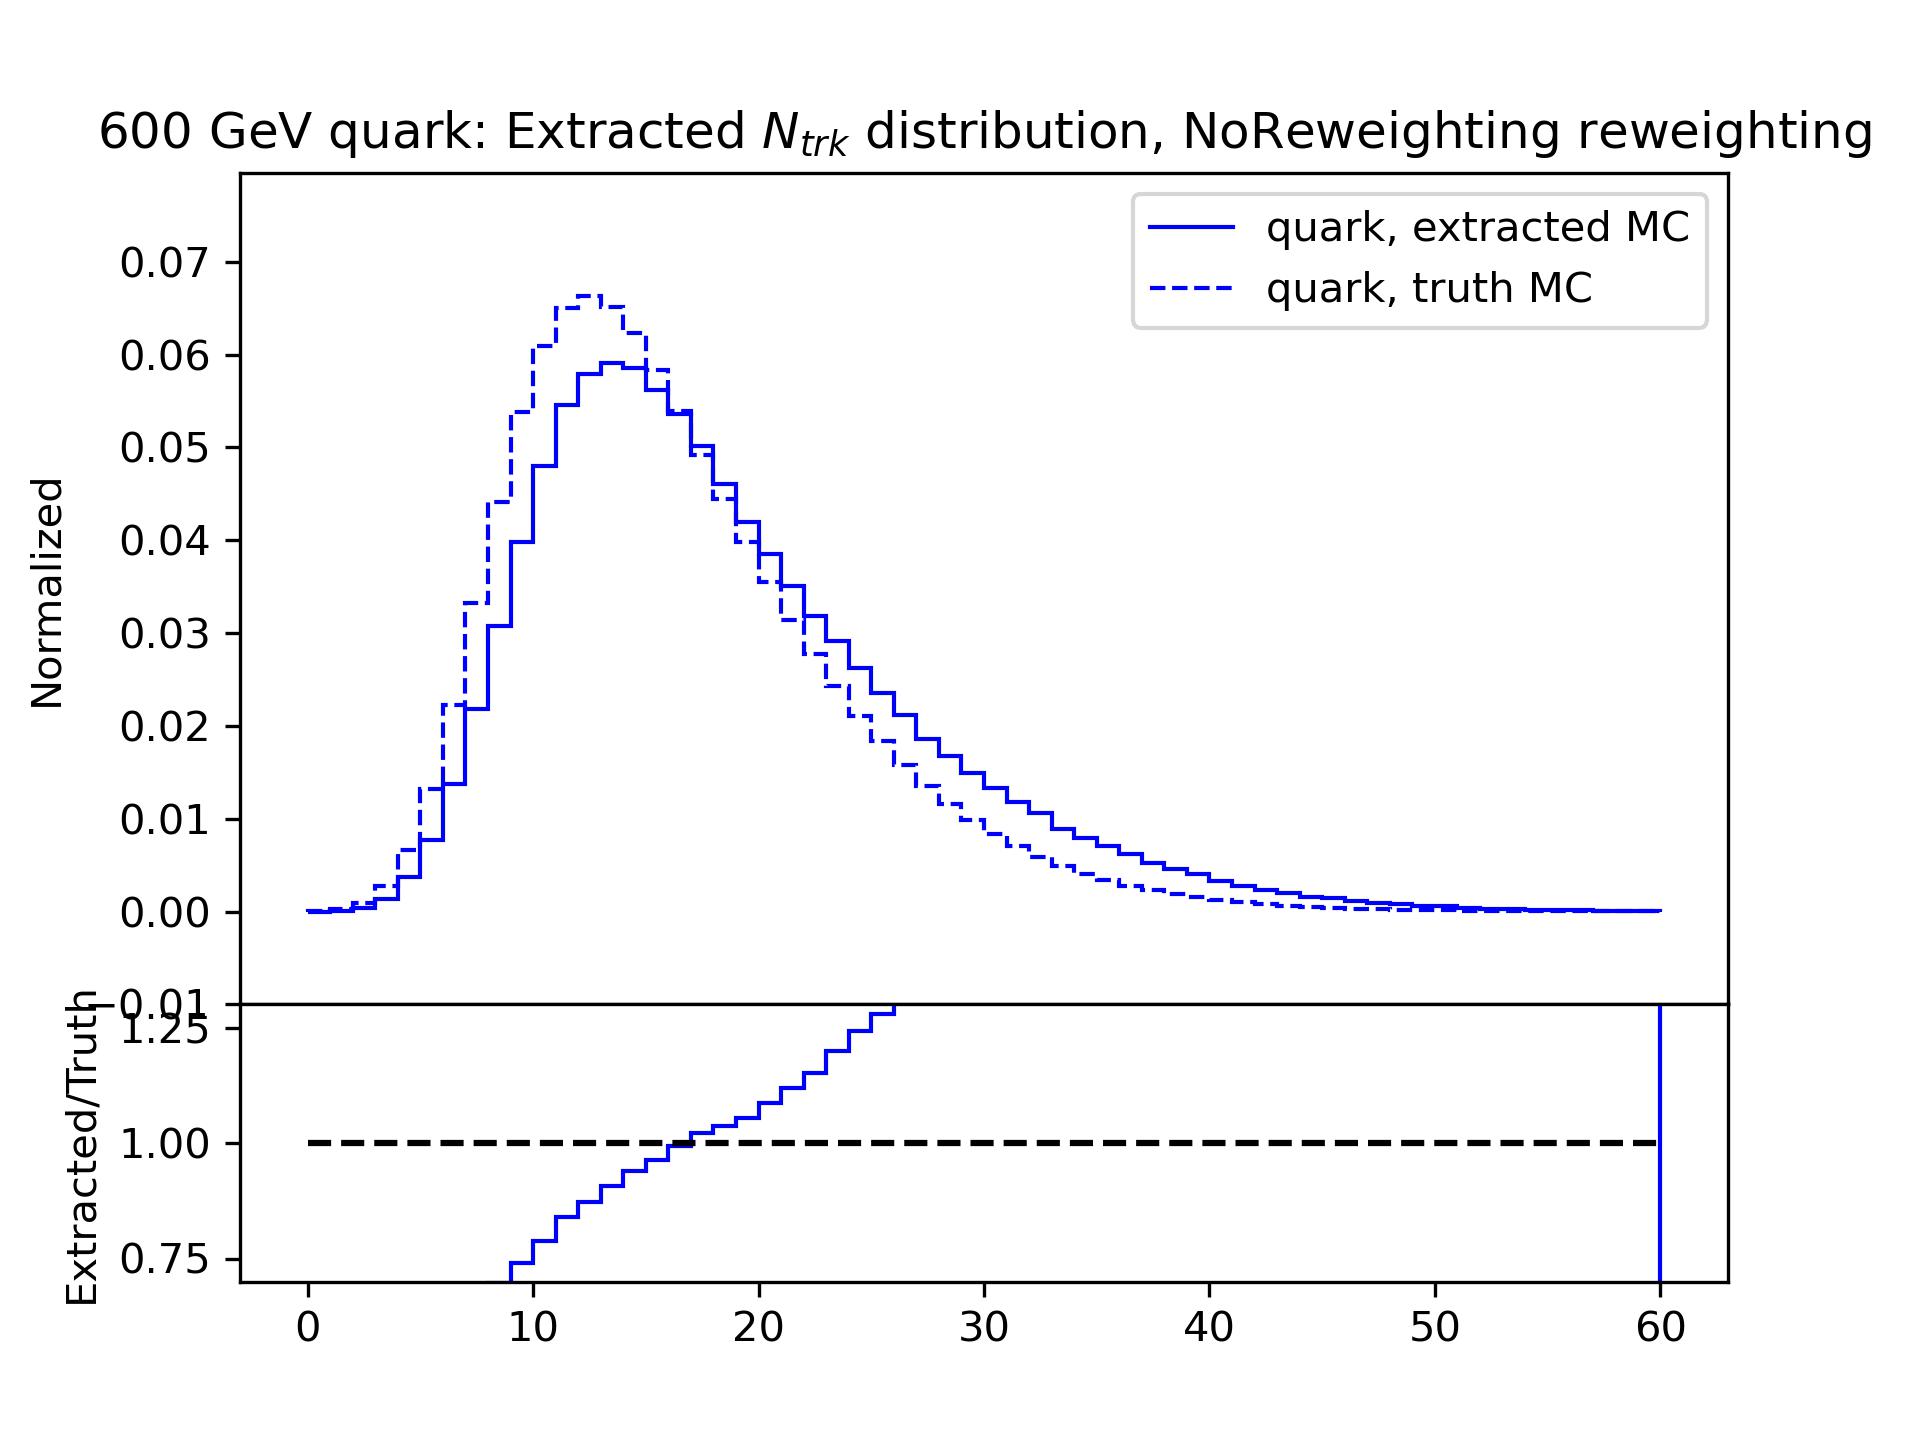 600 GeV quark: Extracted N_trk distribution, NoReweighting reweighting
quark, extracted MC
quark, truth MC
Normalized
0.07
0.06
0.05
0.04
0.03
0.02
0.01
0.00
−0.01
Extracted/Truth
1.25
1.00
0.75
0 10 20 30 40 50 60